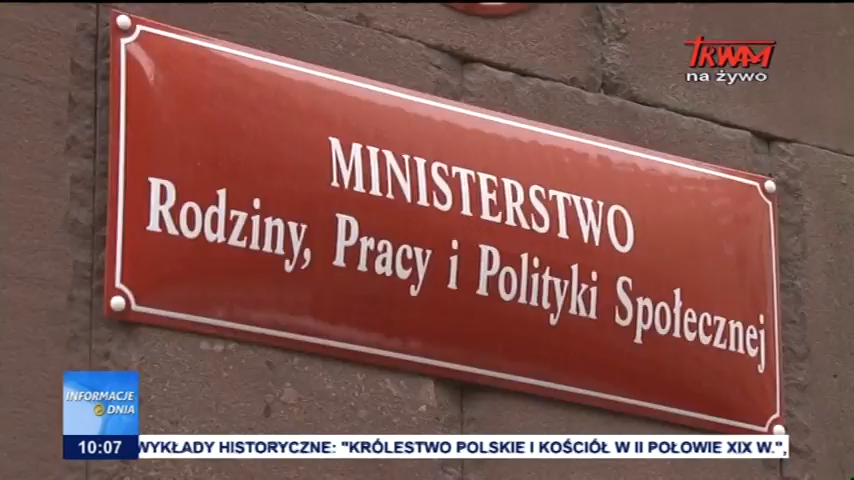 TRWAM
na żywo
MINISTERSTWO
Rodziny, Pracy i Polityki Społecznej
INFORMACJE
DNIA
10:07
WYKŁADY HISTORYCZNE: "KRÓLESTWO POLSKIE I KOŚCIÓŁ W II POŁOWIE XIX W.",